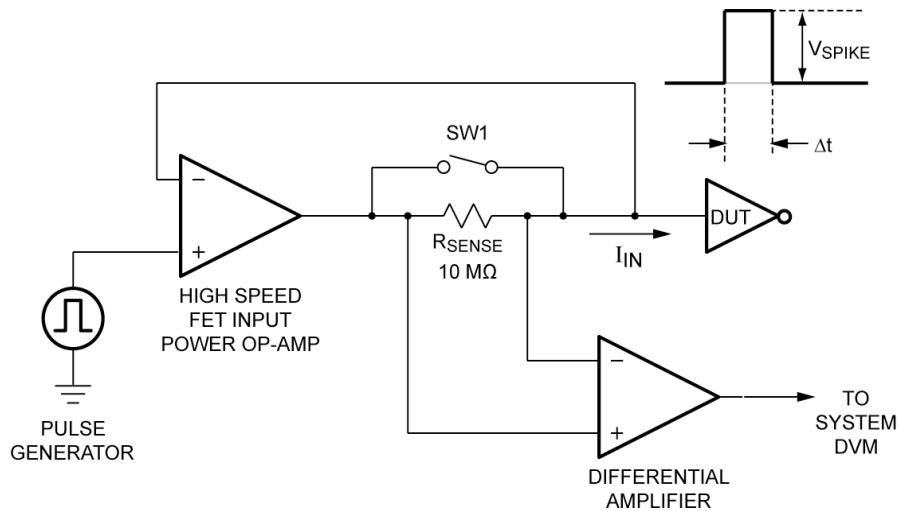 V_SPIKE
Δt
SW1
−
+
R_SENSE
10 MΩ
I_IN
DUT
HIGH SPEED
FET INPUT
POWER OP-AMP
PULSE
GENERATOR
−
+
DIFFERENTIAL
AMPLIFIER
TO
SYSTEM
DVM